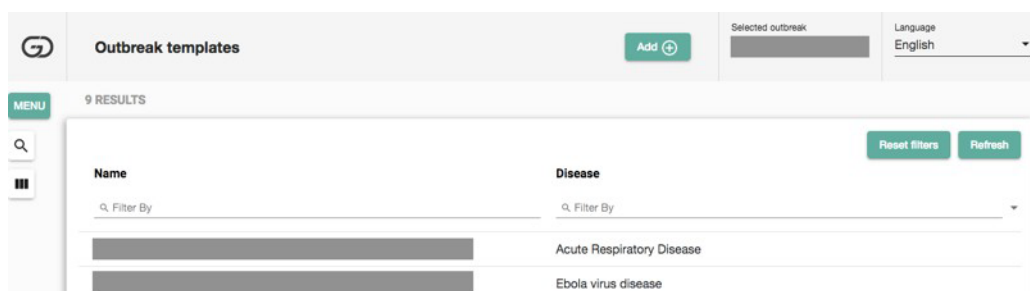 Outbreak templates
Add
Selected outbreak
Language
English
MENU
9 RESULTS
Reset filters
Refresh
Name
Disease
Filter By
Filter By
Acute Respiratory Disease
Ebola virus disease